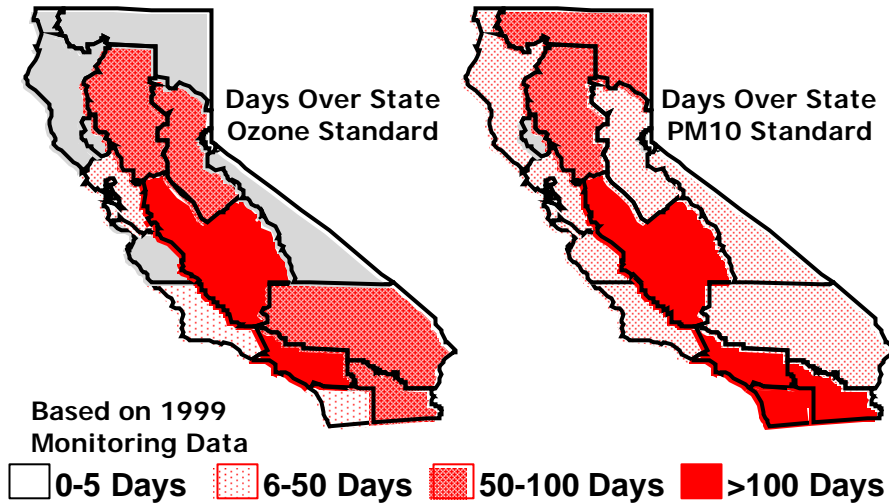 Days Over State
Ozone Standard
Days Over State
PM10 Standard
Based on 1999
Monitoring Data
0-5 Days
6-50 Days
50-100 Days
>100 Days